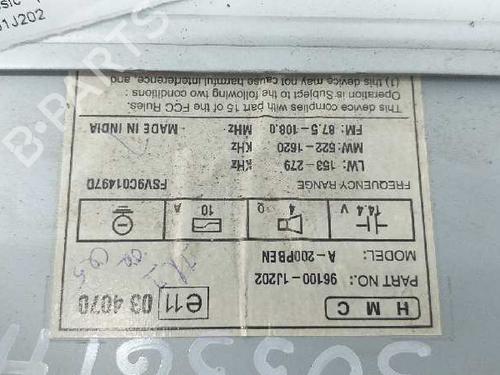 H M C
e11 03 4070
PART NO.: 96100-1J202
MODEL: A-200PBEN
14.4 V 4 Ω 10 A
FREQUENCY RANGE FSV9C01497D
LW: 153-279 KHz
MW: 522-1620 KHz
FM: 87.5-108.0 MHz MADE IN INDIA
This device complies with part 15 of the FCC Rules.
Operation is Subject to the following two conditions :
(1) this device may not cause harmful interference, and
B-PARTS